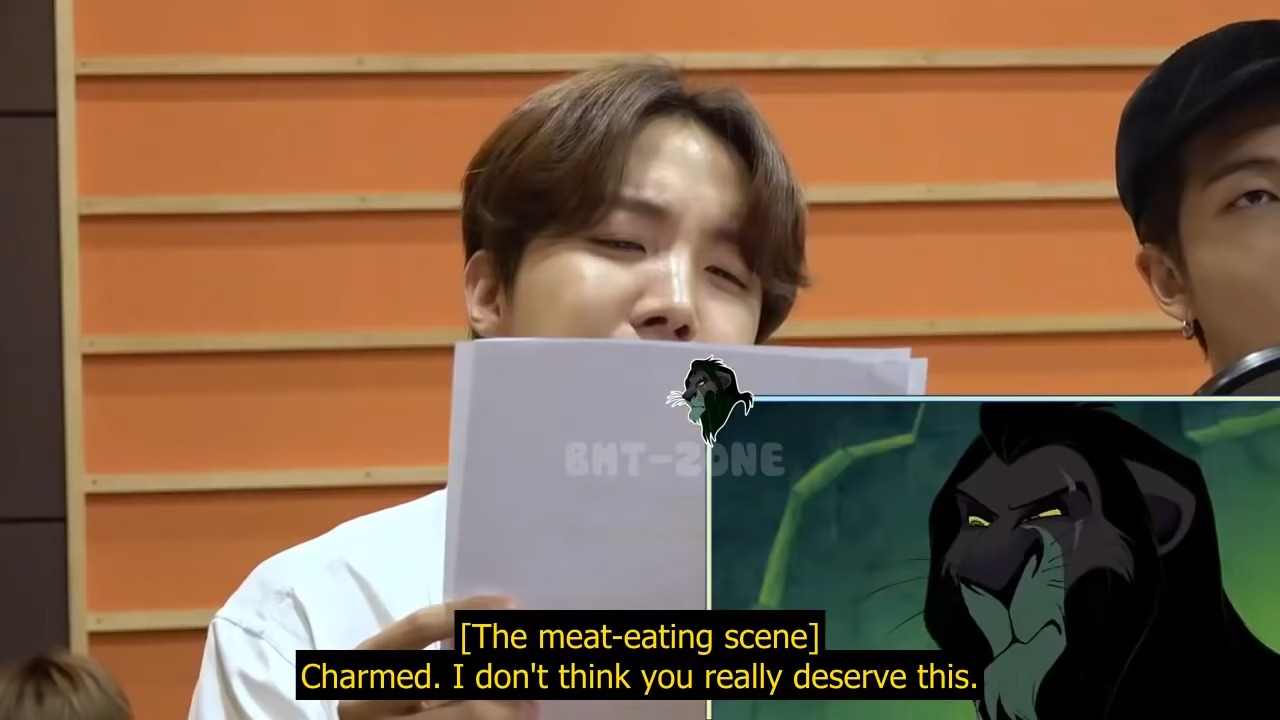 BMT-ZONE
[The meat-eating scene]
Charmed. I don't think you really deserve this.